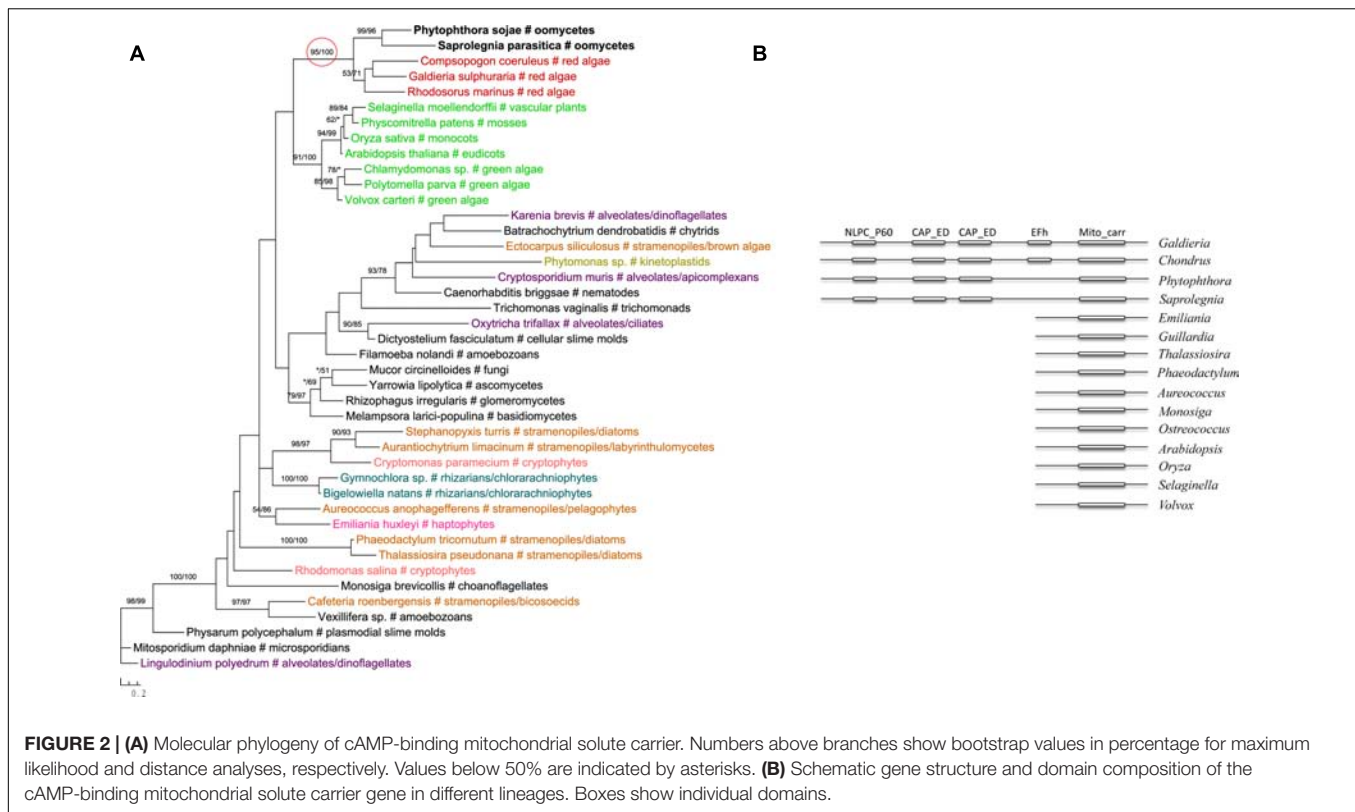 A
99/96
Phytophthora sojae # oomycetes
Saprolegnia parasitica # oomycetes
95/100
Compsopogon coeruleus # red algae
53/71
Galdieria sulphuraria # red algae
Rhodosorus marinus # red algae
89/84
Selaginella moellendorffii # vascular plants
62/*
Physcomitrella patens # mosses
94/99
Oryza sativa # monocots
Arabidopsis thaliana # eudicots
91/100
78/*
Chlamydomonas sp. # green algae
85/98
Polytomella parva # green algae
Volvox carteri # green algae
Karenia brevis # alveolates/dinoflagellates
Batrachochytrium dendrobatidis # chytrids
Ectocarpus siliculosus # stramenopiles/brown algae
Phytomonas sp. # kinetoplastids
93/78
Cryptosporidium muris # alveolates/apicomplexans
Caenorhabditis briggsae # nematodes
Trichomonas vaginalis # trichomonads
90/85
Oxytricha trifallax # alveolates/ciliates
Dictyostelium fasciculatum # cellular slime molds
Filamoeba nolandi # amoebozoans
*/51
Mucor circinelloides # fungi
*/69
Yarrowia lipolytica # ascomycetes
79/97
Rhizophagus irregularis # glomeromycetes
Melampsora larici-populina # basidiomycetes
90/93
Stephanopyxis turris # stramenopiles/diatoms
98/97
Aurantiochytrium limacinum # stramenopiles/labyrinthulomycetes
Cryptomonas paramecium # cryptophytes
100/100
Gymnochlora sp. # rhizarians/chlorarachniophytes
Bigelowiella natans # rhizarians/chlorarachniophytes
54/86
Aureococcus anophagefferens # stramenopiles/pelagophytes
Emiliania huxleyi # haptophytes
100/100
Phaeodactylum tricornutum # stramenopiles/diatoms
Thalassiosira pseudonana # stramenopiles/diatoms
Rhodomonas salina # cryptophytes
100/100
Monosiga brevicollis # choanoflagellates
97/97
Cafeteria roenbergensis # stramenopiles/bicosoecids
98/99
Vexillifera sp. # amoebozoans
Physarum polycephalum # plasmodial slime molds
Mitosporidium daphniae # microsporidians
Lingulodinium polyedrum # alveolates/dinoflagellates
0.2
B
NLPC_P60 CAP_ED CAP_ED EFh Mito_carr
Galdieria
Chondrus
Phytophthora
Saprolegnia
Emiliania
Guillardia
Thalassiosira
Phaeodactylum
Aureococcus
Monosiga
Ostreococcus
Arabidopsis
Oryza
Selaginella
Volvox
FIGURE 2 | (A) Molecular phylogeny of cAMP-binding mitochondrial solute carrier. Numbers above branches show bootstrap values in percentage for maximum
likelihood and distance analyses, respectively. Values below 50% are indicated by asterisks. (B) Schematic gene structure and domain composition of the
cAMP-binding mitochondrial solute carrier gene in different lineages. Boxes show individual domains.